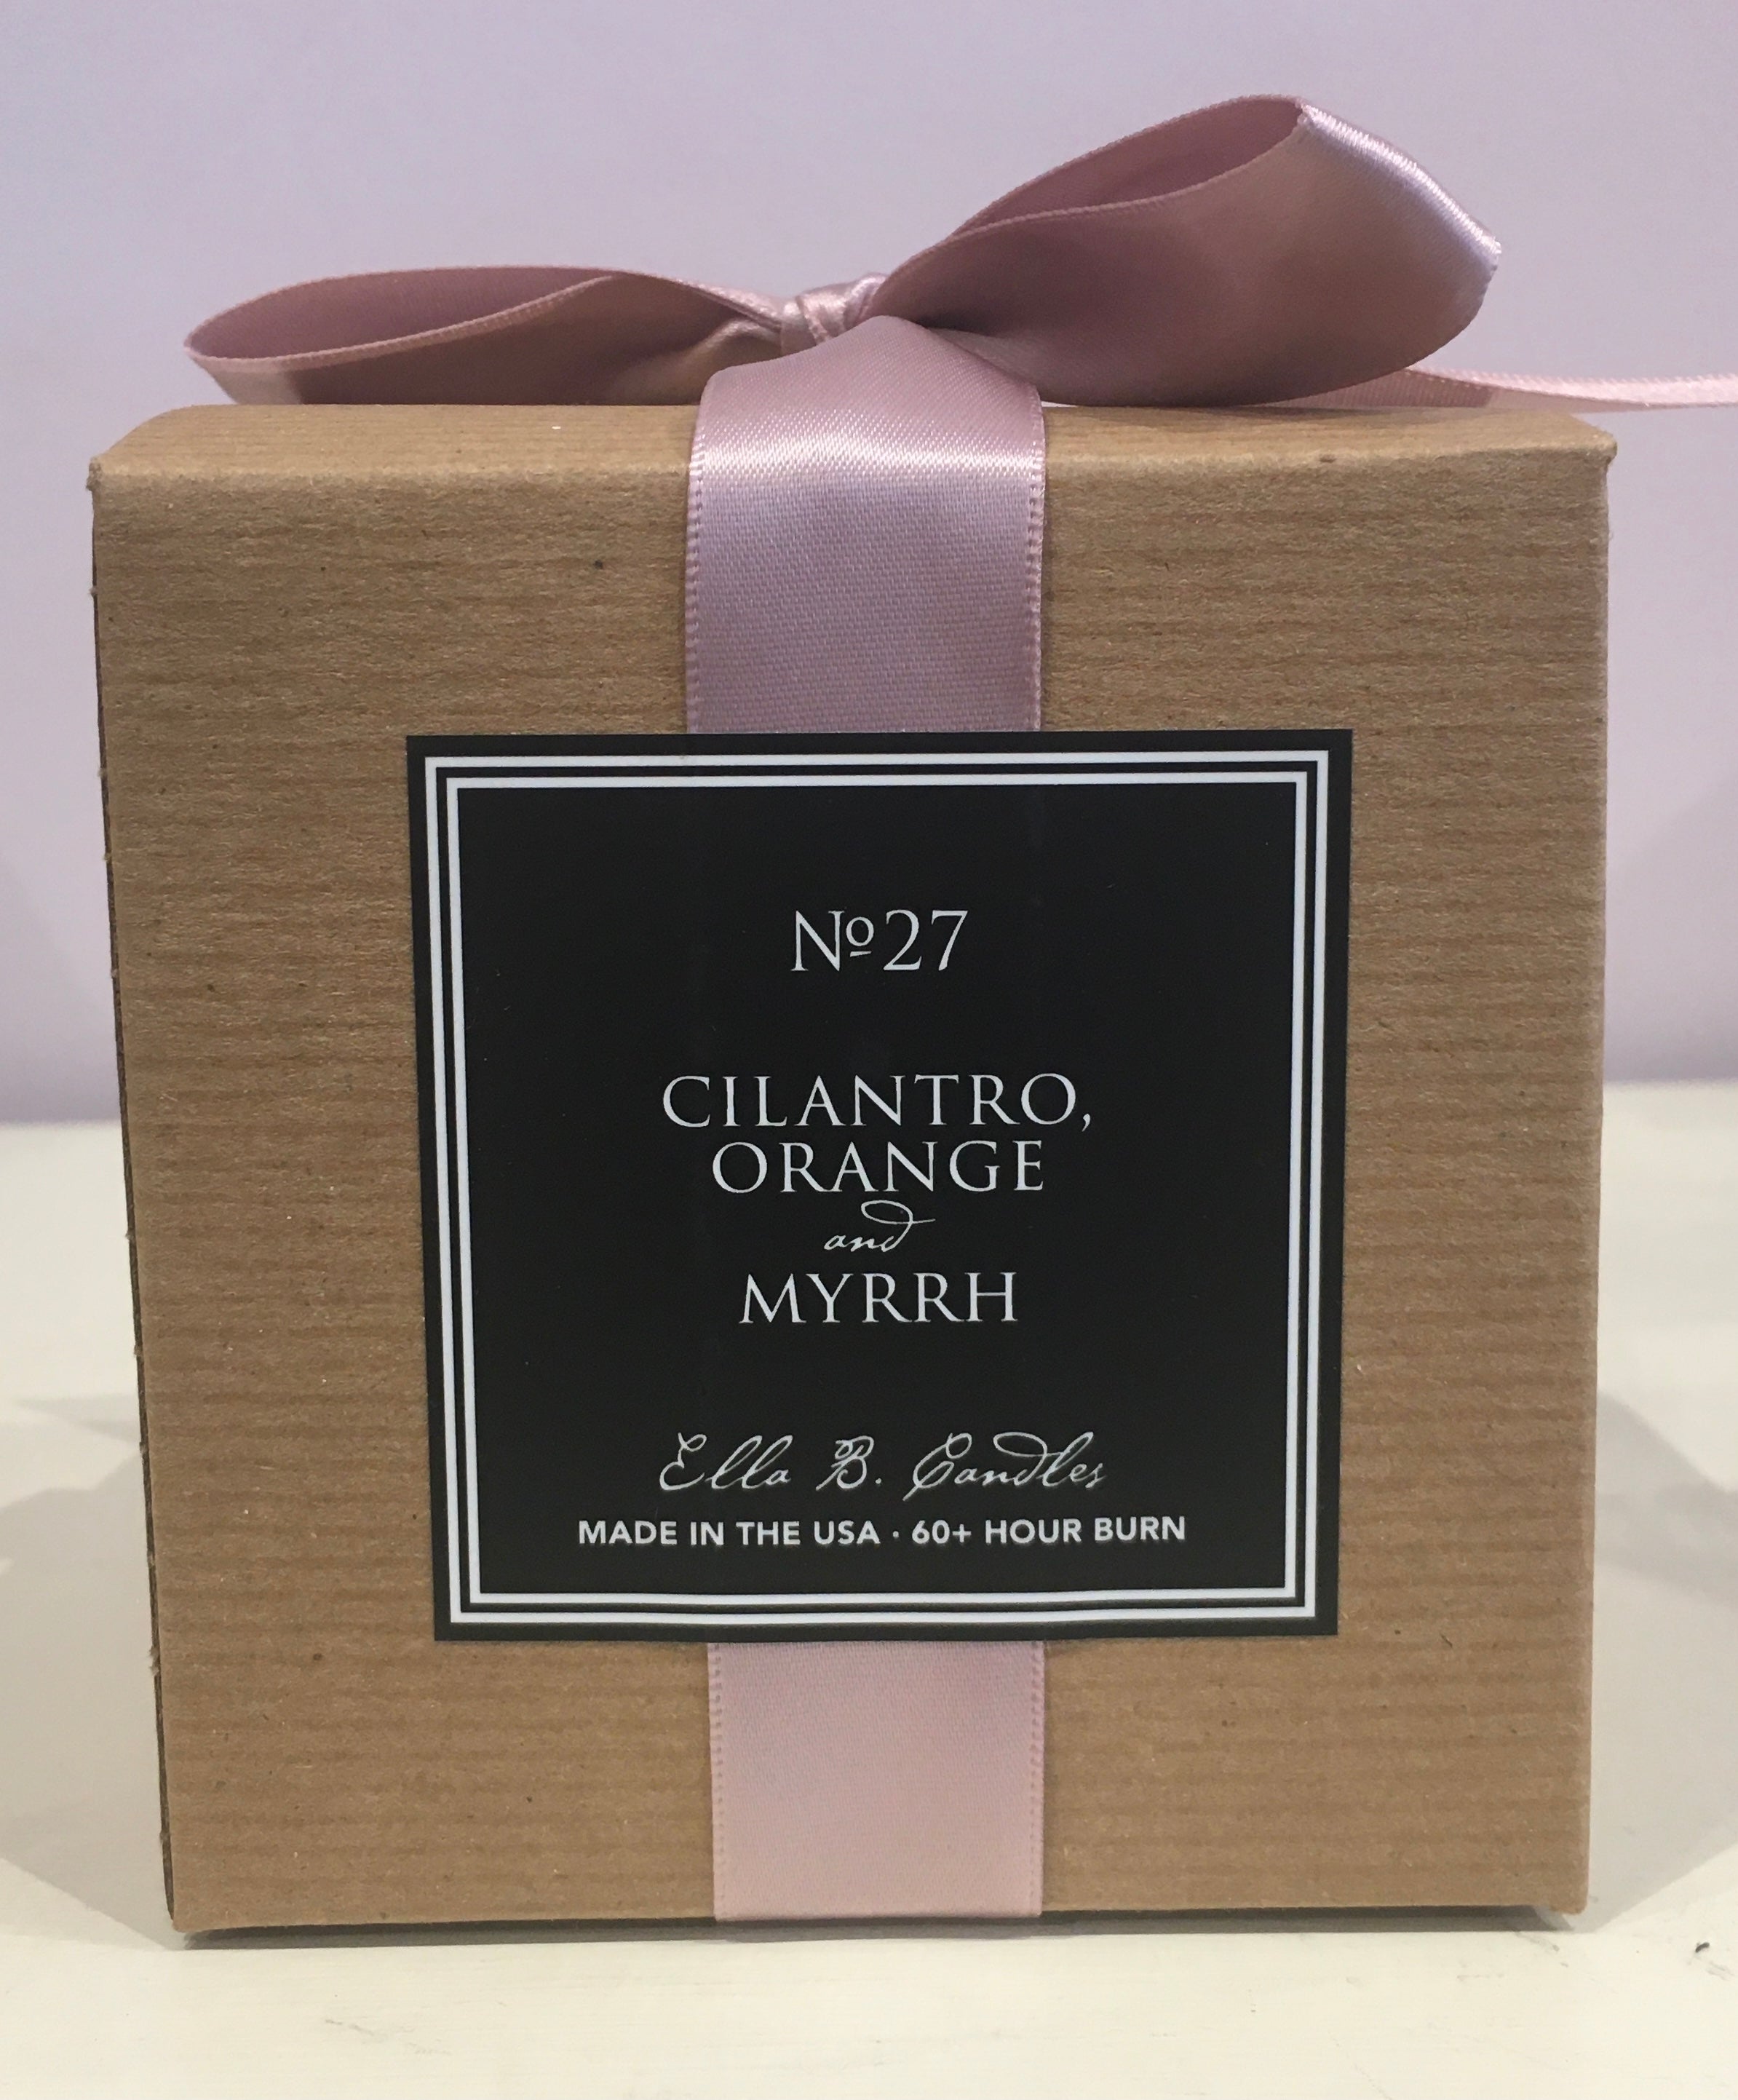 Nº27
CILANTRO,
ORANGE
and
MYRRH
Ella B. Candles
MADE IN THE USA · 60+ HOUR BURN